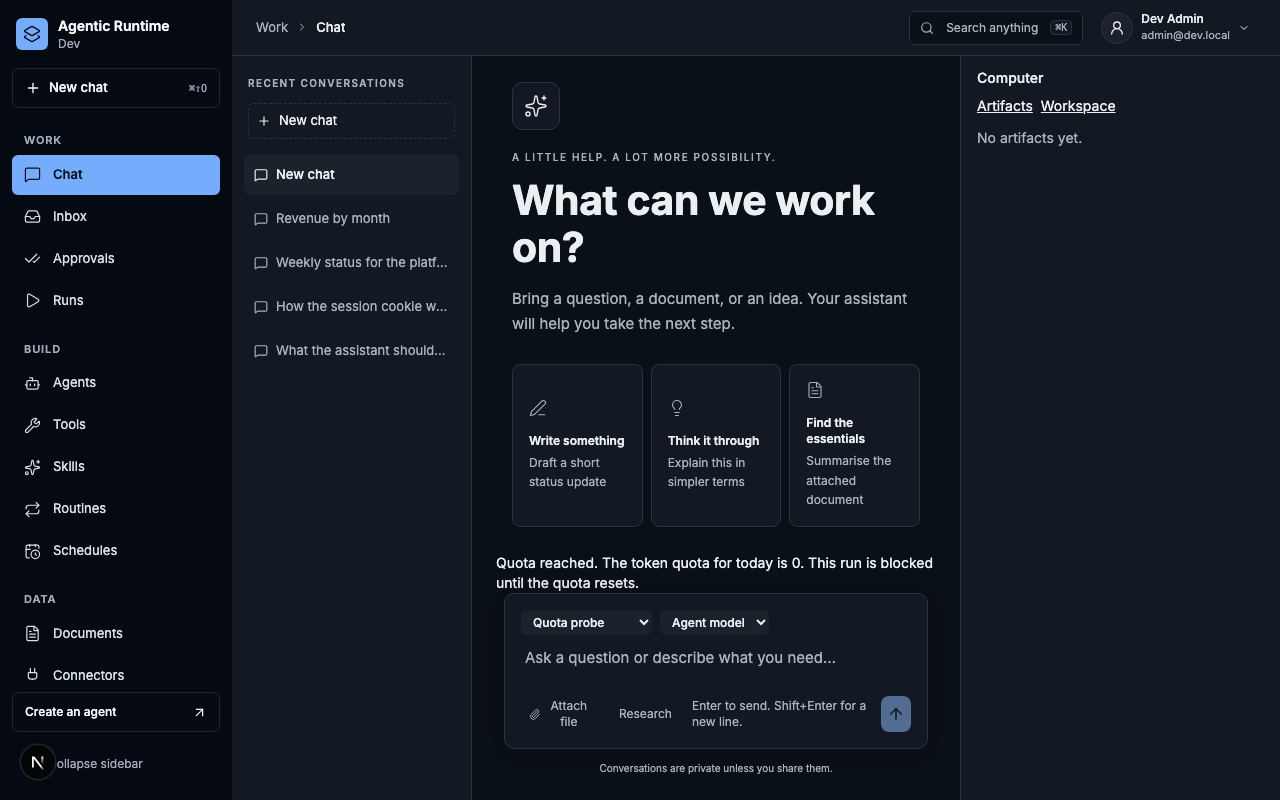 Agentic Runtime
Dev
New chat
⌘⇧O
WORK
Chat
Inbox
Approvals
Runs
BUILD
Agents
Tools
Skills
Routines
Schedules
DATA
Documents
Connectors
Create an agent
N
ollapse sidebar
Work
Chat
Search anything
⌘K
Dev Admin
admin@dev.local
RECENT CONVERSATIONS
New chat
New chat
Revenue by month
Weekly status for the platf...
How the session cookie w...
What the assistant should...
A LITTLE HELP. A LOT MORE POSSIBILITY.
What can we work
on?
Bring a question, a document, or an idea. Your assistant
will help you take the next step.
Write something
Draft a short
status update
Think it through
Explain this in
simpler terms
Find the
essentials
Summarise the
attached
document
Quota reached. The token quota for today is 0. This run is blocked
until the quota resets.
Quota probe
Agent model
Ask a question or describe what you need...
Attach
file
Research
Enter to send. Shift+Enter for a
new line.
Conversations are private unless you share them.
Computer
Artifacts Workspace
No artifacts yet.